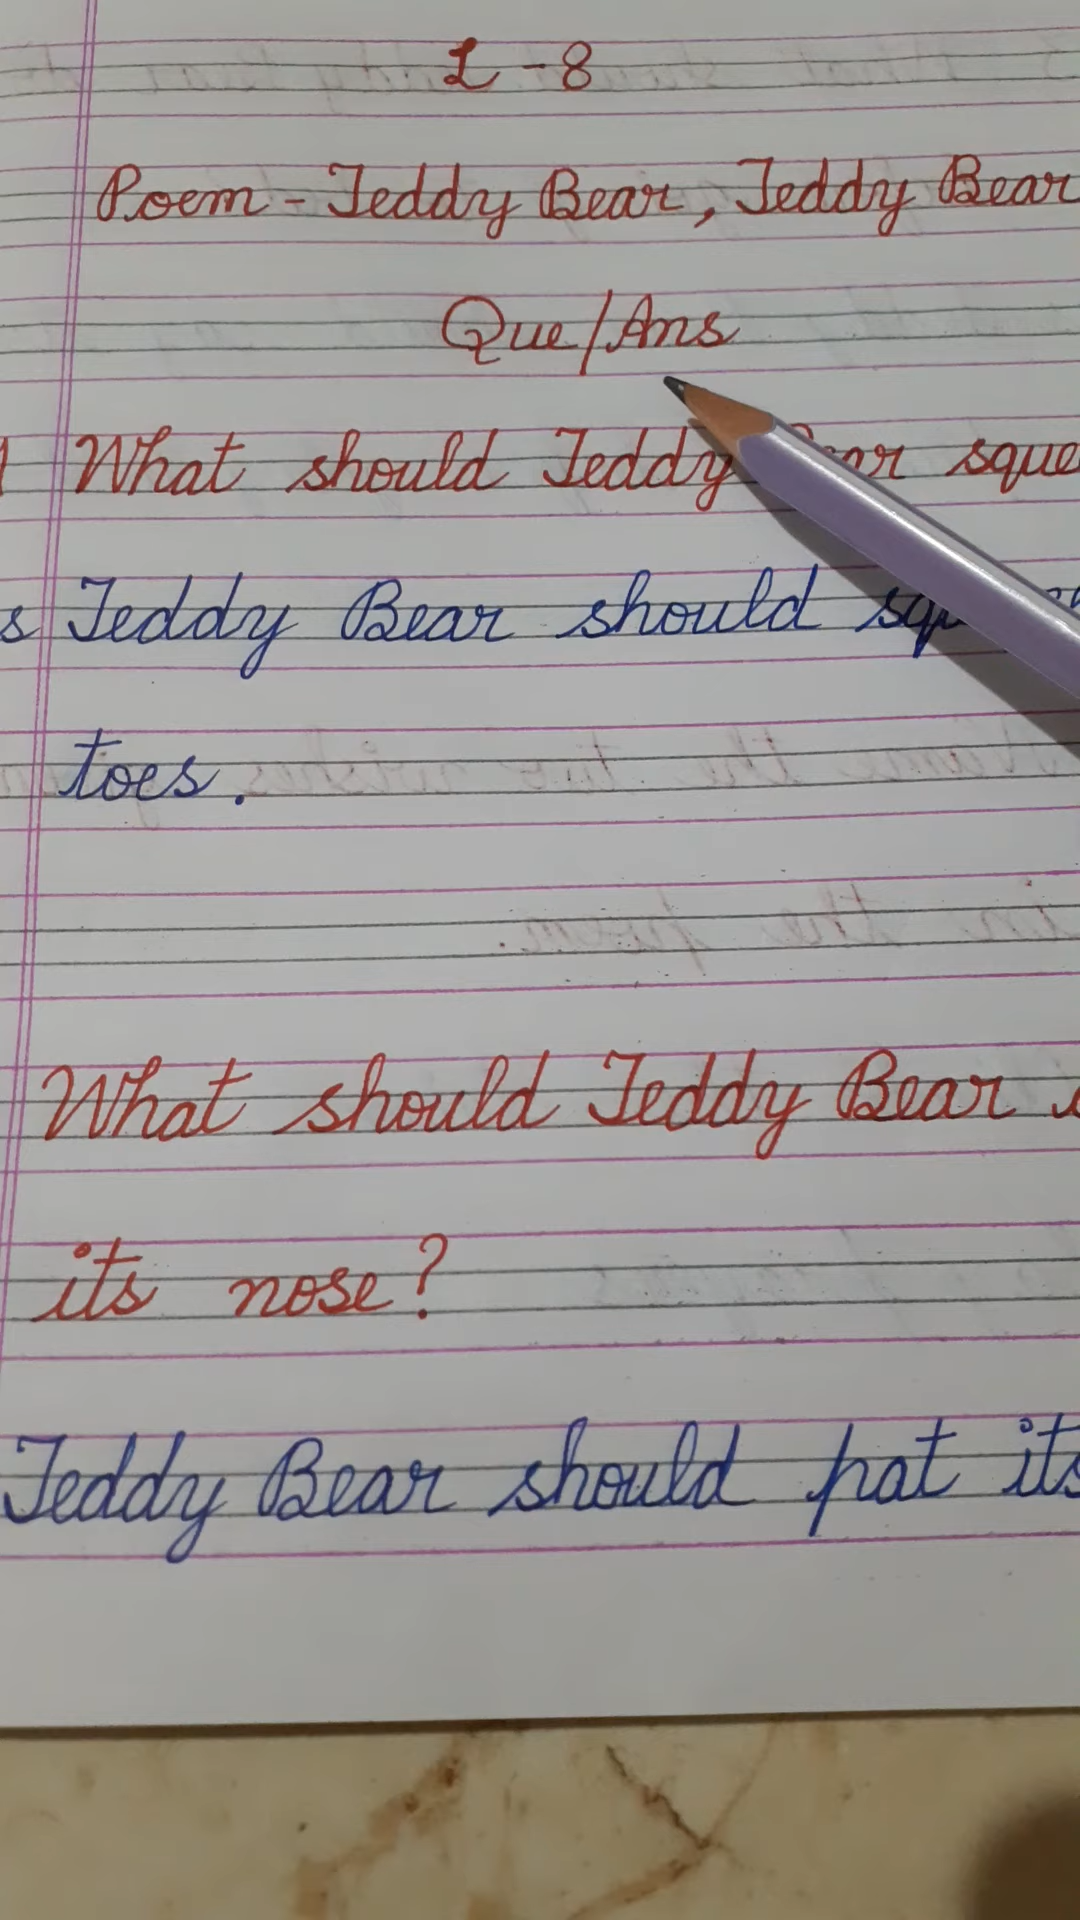 L - 8
Poem - Teddy Bear, Teddy Bear
Que/Ans
What should Teddy
Teddy Bear should
toes.
What should Teddy Bear
its nose?
Teddy Bear should pat its